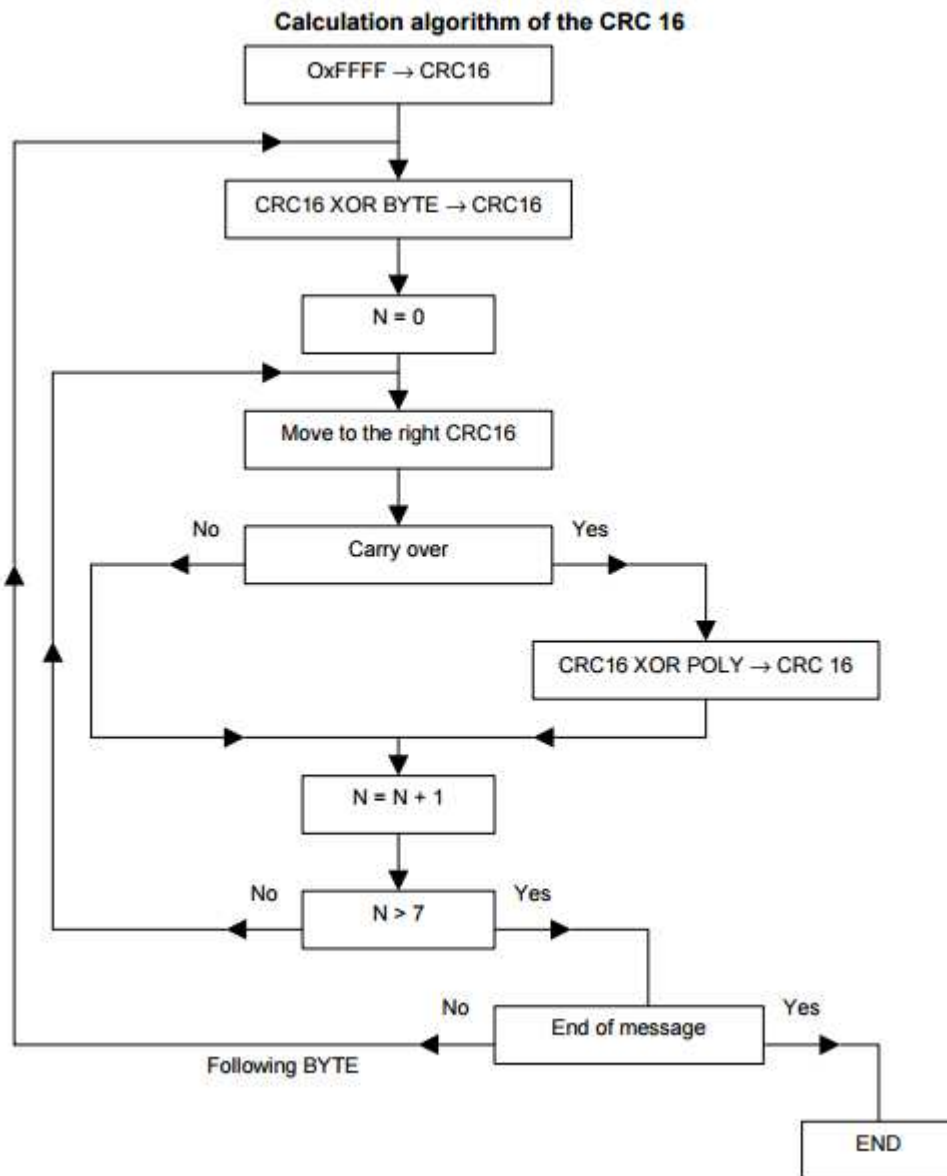 Calculation algorithm of the CRC 16
OxFFFF → CRC16
CRC16 XOR BYTE → CRC16
N = 0
Move to the right CRC16
No
Carry over
Yes
CRC16 XOR POLY → CRC 16
N = N + 1
No
N > 7
Yes
No
End of message
Yes
Following BYTE
END